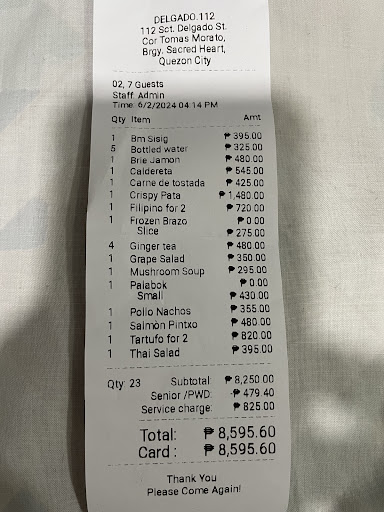 DELGADO.112
112 Sct. Delgado St.
Cor Tomas Morato,
Brgy. Sacred Heart,
Quezon City
02, 7 Guests
Staff: Admin
Time: 6/2/2024 04:14 PM
Qty Item Amt
1 Bm Sisig ₱ 395.00
5 Bottled water ₱ 325.00
1 Brie Jamon ₱ 480.00
1 Caldereta ₱ 545.00
1 Carne de tostada ₱ 425.00
1 Crispy Pata ₱ 1,480.00
1 Filipino for 2 ₱ 720.00
1 Frozen Brazo ₱ 0.00
Slice ₱ 275.00
4 Ginger tea ₱ 480.00
1 Grape Salad ₱ 350.00
1 Mushroom Soup ₱ 295.00
1 Palabok ₱ 0.00
Small ₱ 430.00
1 Pollo Nachos ₱ 355.00
1 Salmon Pintxo ₱ 480.00
1 Tartufo for 2 ₱ 820.00
1 Thai Salad ₱ 395.00
Qty: 23 Subtotal: ₱ 8,250.00
Senior /PWD: -₱ 479.40
Service charge: ₱ 825.00
Total: ₱ 8,595.60
Card : ₱ 8,595.60
Thank You
Please Come Again!